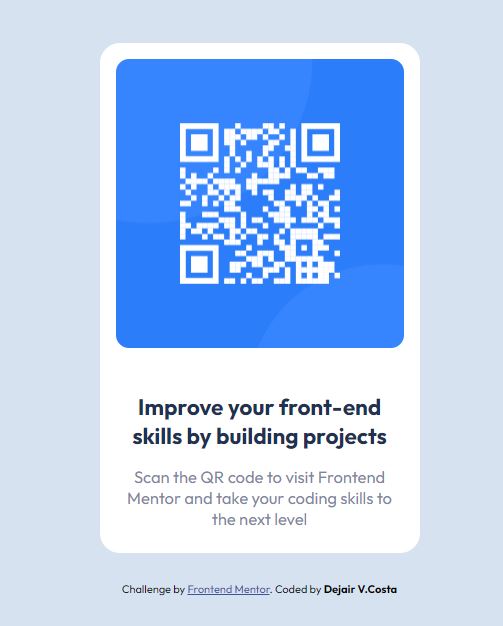 Improve your front-end
skills by building projects
Scan the QR code to visit Frontend
Mentor and take your coding skills to
the next level
Challenge by Frontend Mentor. Coded by Dejair V.Costa